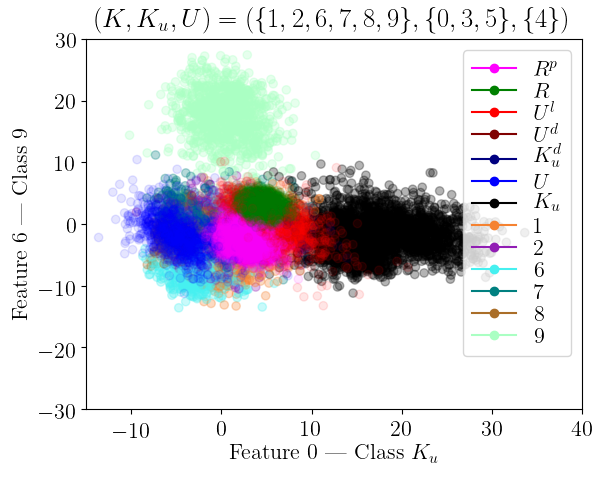 (K, K_u, U) = ({1, 2, 6, 7, 8, 9}, {0, 3, 5}, {4})
30
20
10
0
−10
−20
−30
Feature 6 — Class 9
R^p
R
U^l
U^d
K_u^d
U
K_u
1
2
6
7
8
9
−10 0 10 20 30 40
Feature 0 — Class K_u